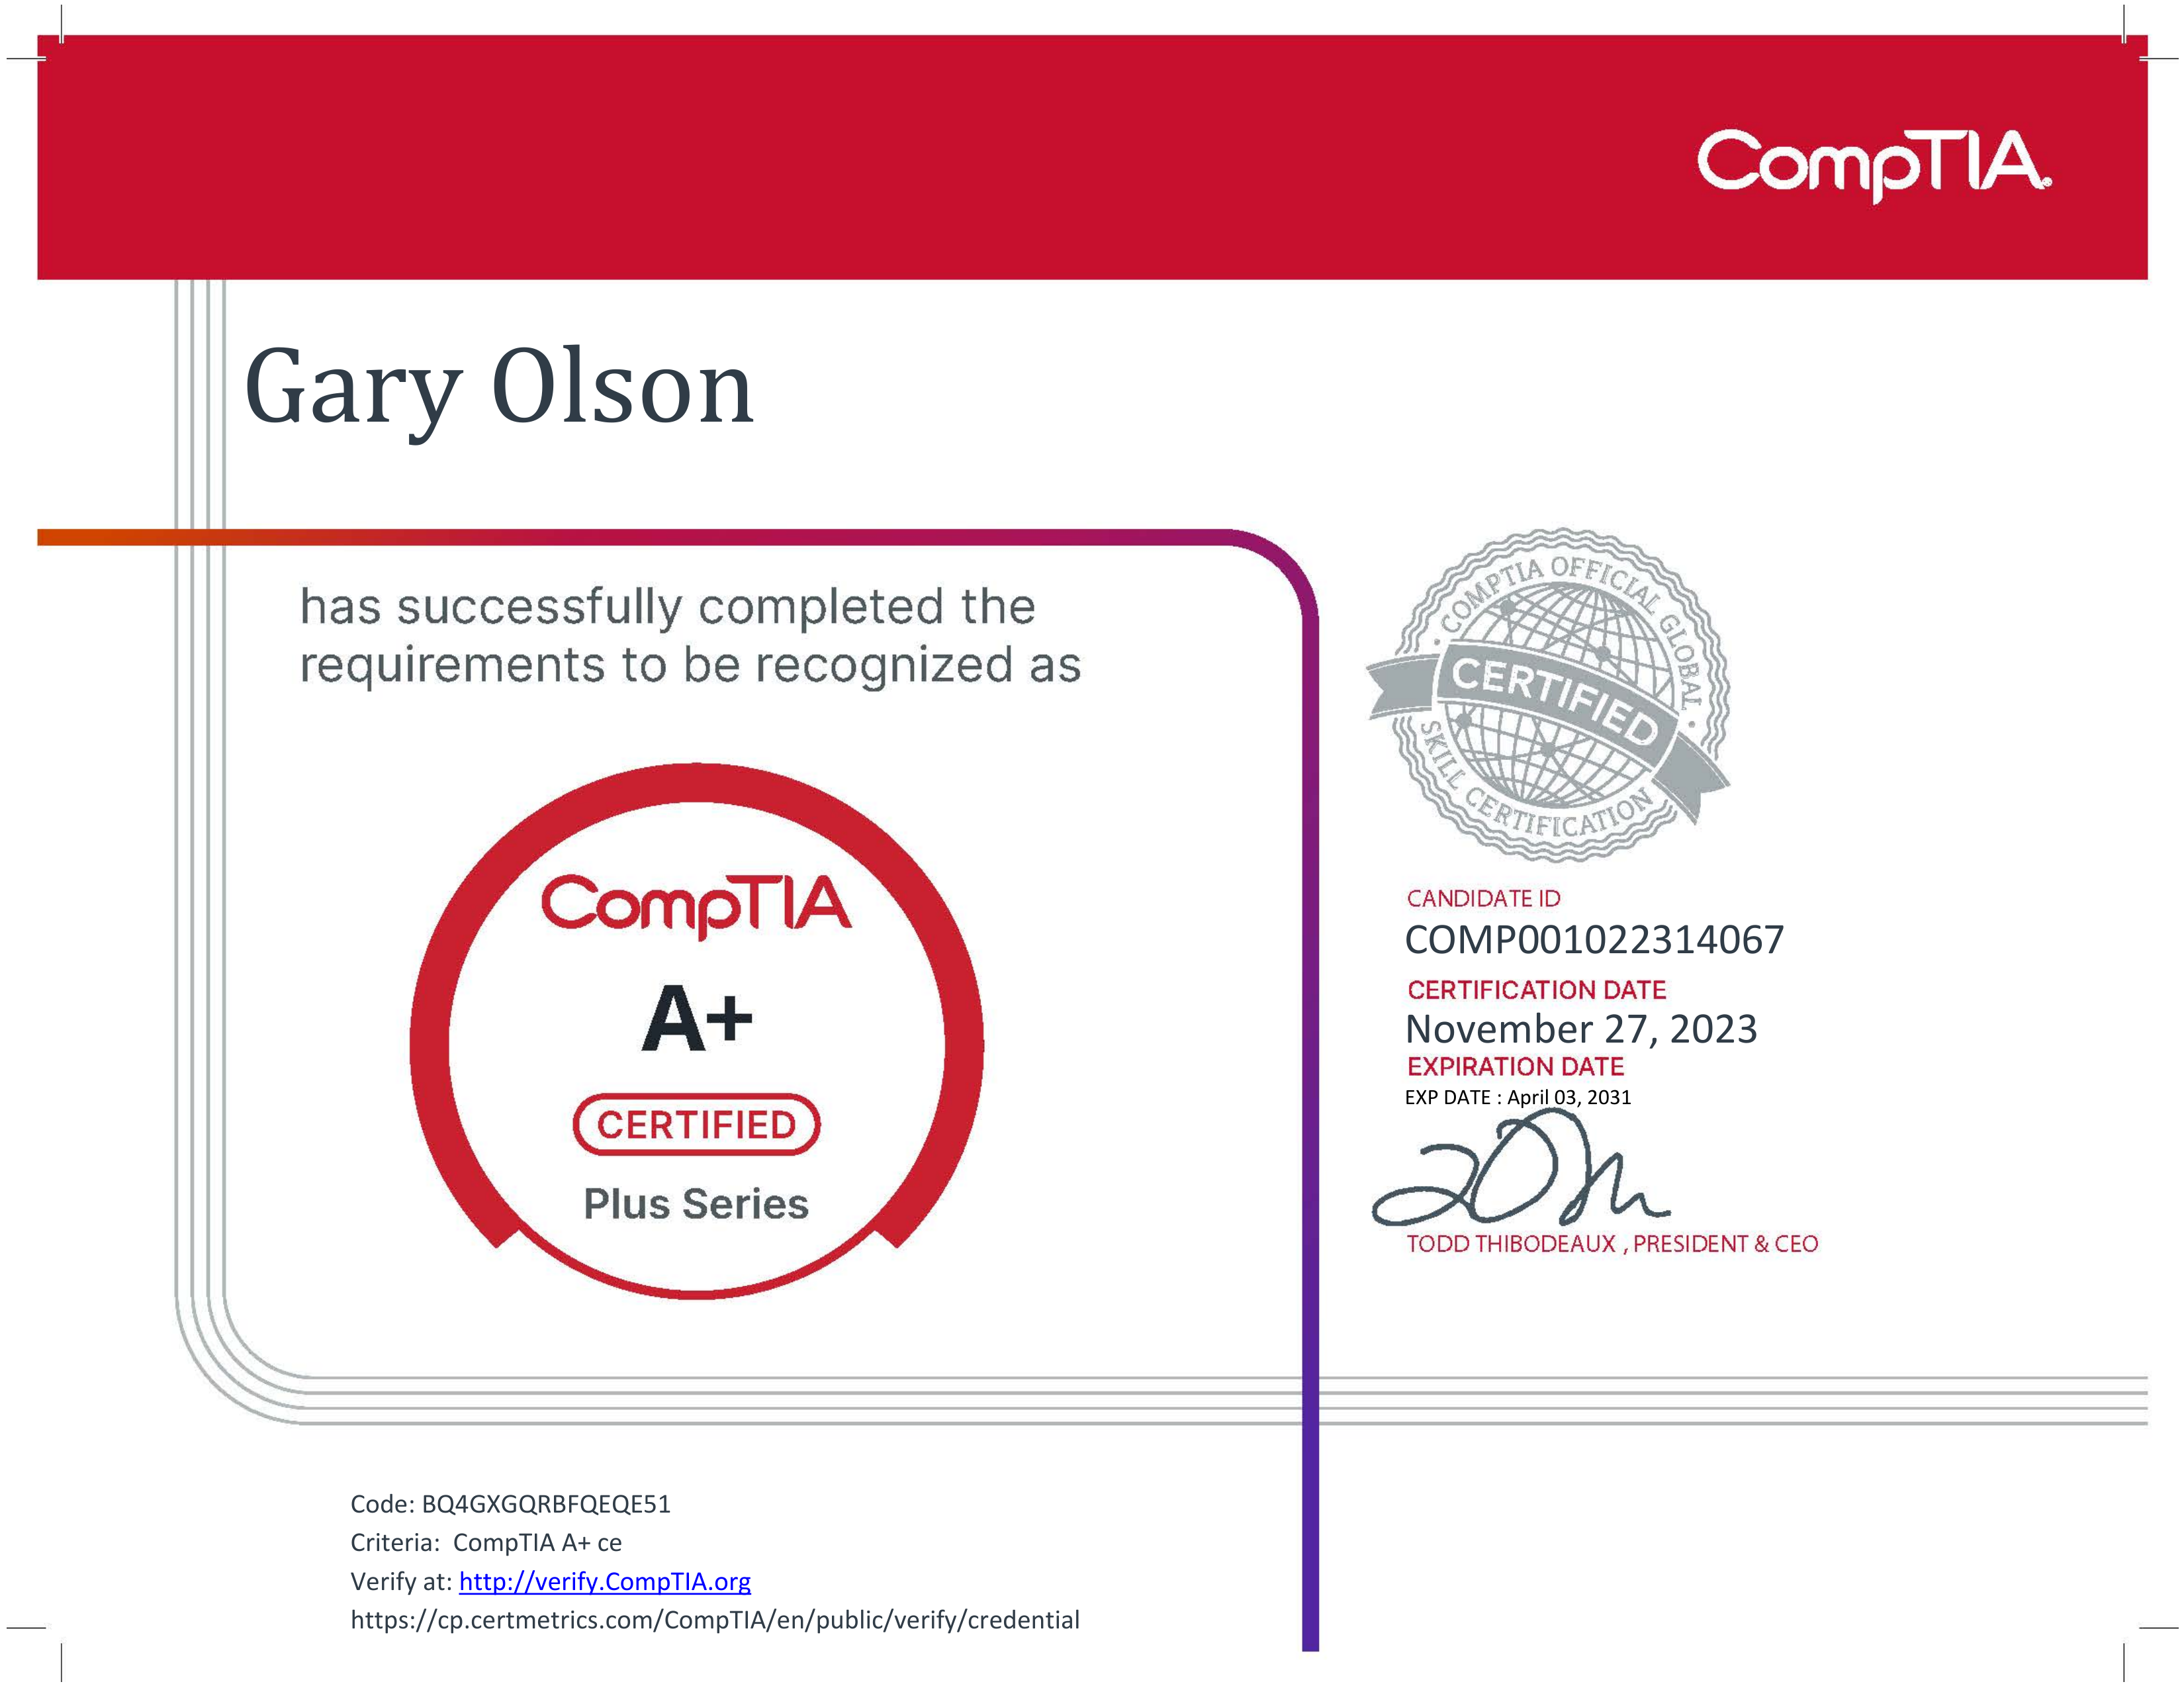 CompTIA®
Gary Olson
has successfully completed the
requirements to be recognized as
CompTIA
A+
CERTIFIED
Plus Series
• COMPTIA OFFICIAL GLOBAL •
CERTIFIED
SKILL CERTIFICATION
CANDIDATE ID
COMP001022314067
CERTIFICATION DATE
November 27, 2023
EXPIRATION DATE
EXP DATE : April 03, 2031
TODD THIBODEAUX , PRESIDENT & CEO
Code: BQ4GXGQRBFQEQE51
Criteria:  CompTIA A+ ce
Verify at: http://verify.CompTIA.org
https://cp.certmetrics.com/CompTIA/en/public/verify/credential